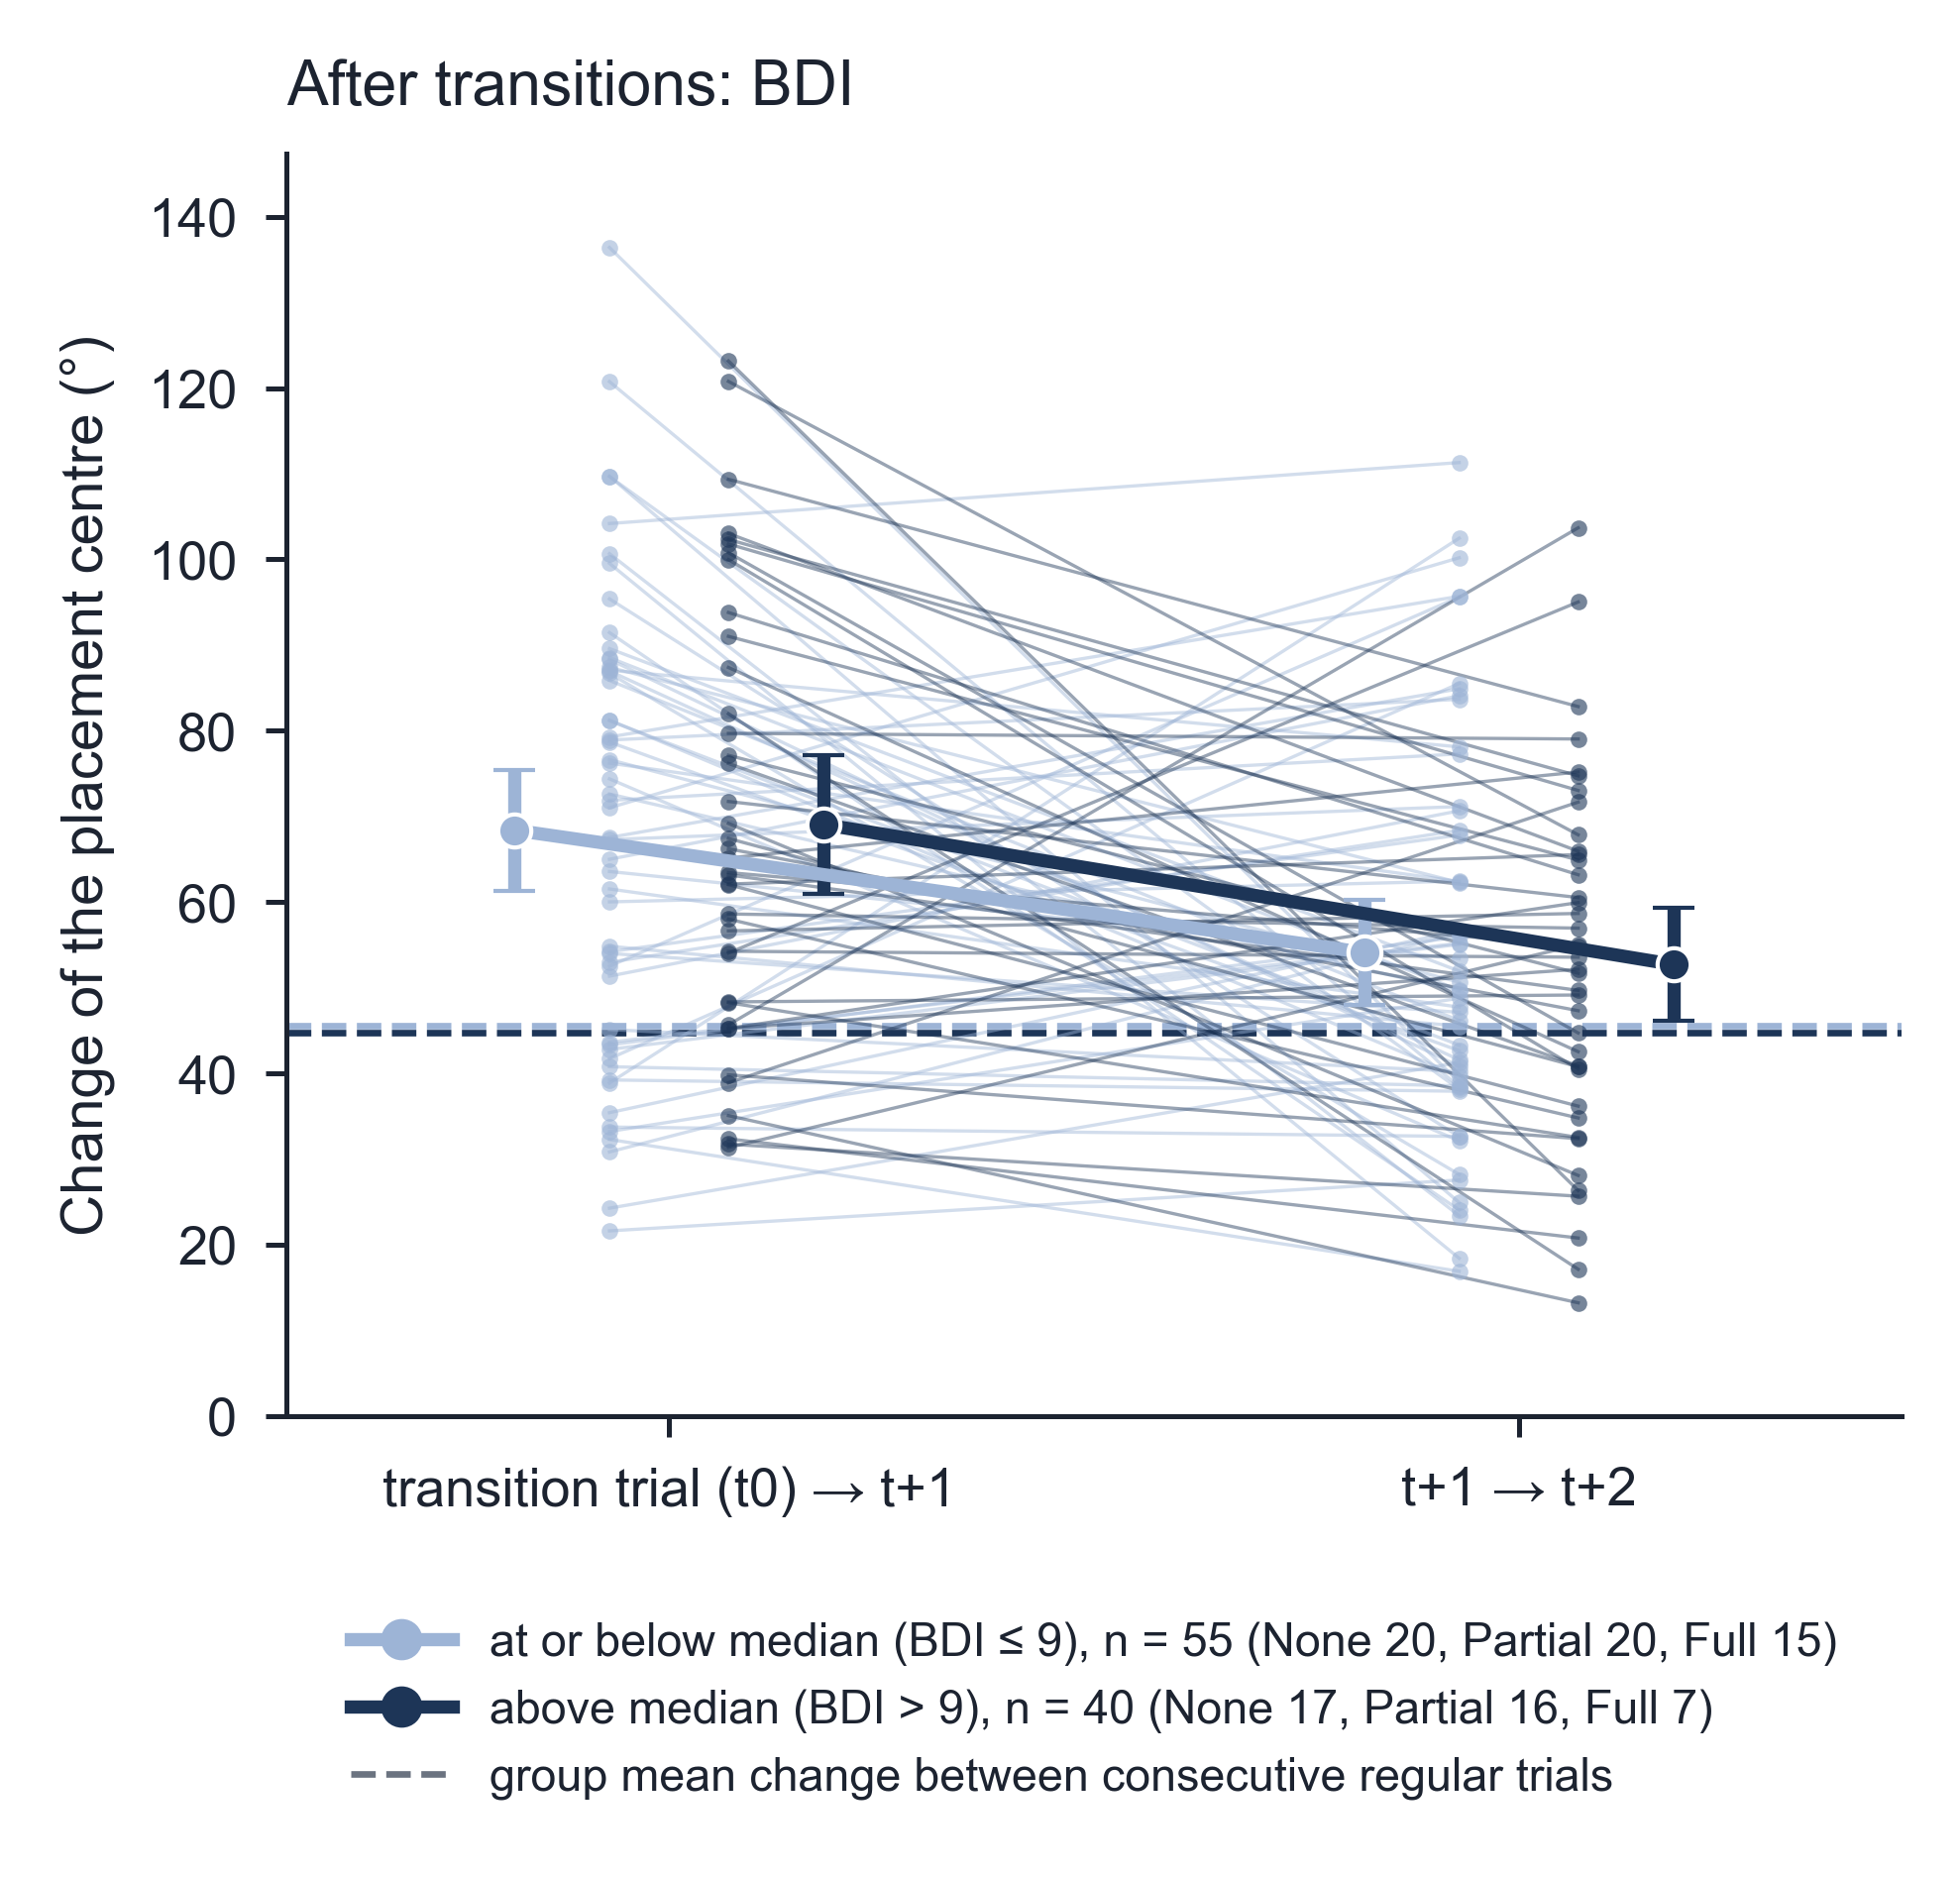 After transitions: BDI
Change of the placement centre (°)
140
120
100
80
60
40
20
0
transition trial (t0) → t+1
t+1 → t+2
at or below median (BDI ≤ 9), n = 55 (None 20, Partial 20, Full 15)
above median (BDI > 9), n = 40 (None 17, Partial 16, Full 7)
group mean change between consecutive regular trials